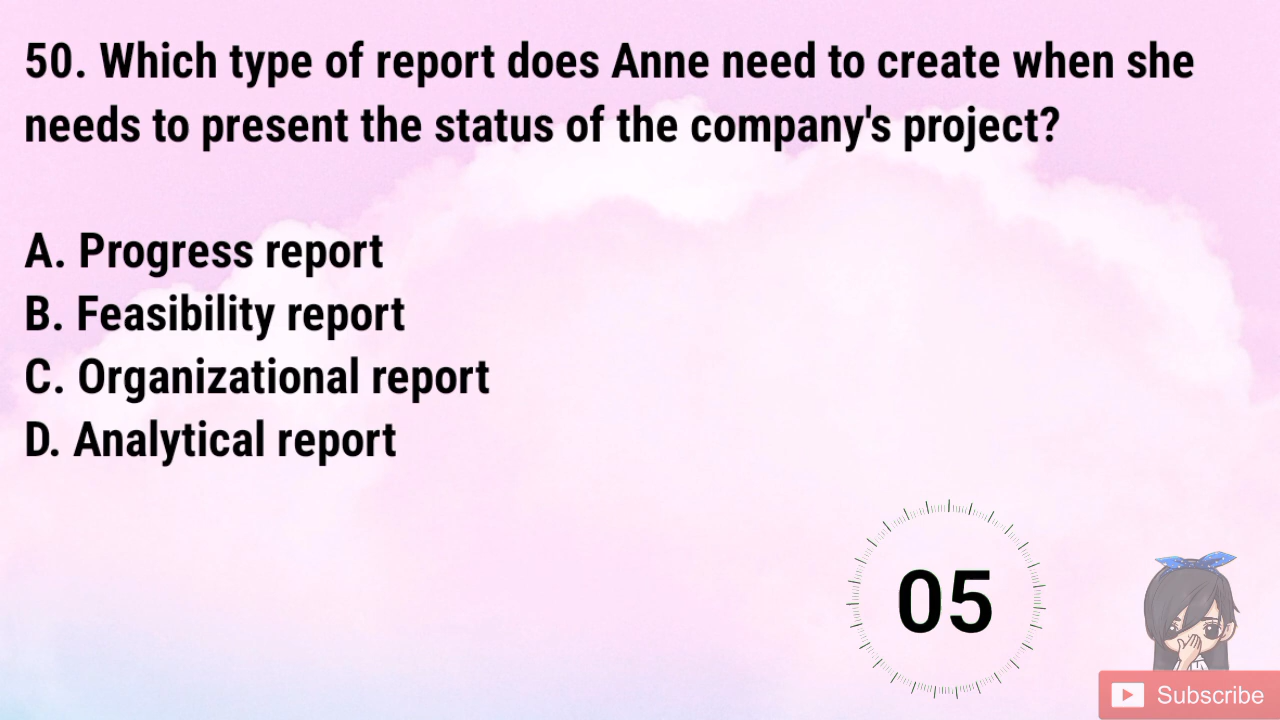 50. Which type of report does Anne need to create when she
needs to present the status of the company's project?
A. Progress report
B. Feasibility report
C. Organizational report
D. Analytical report
05
Subscribe